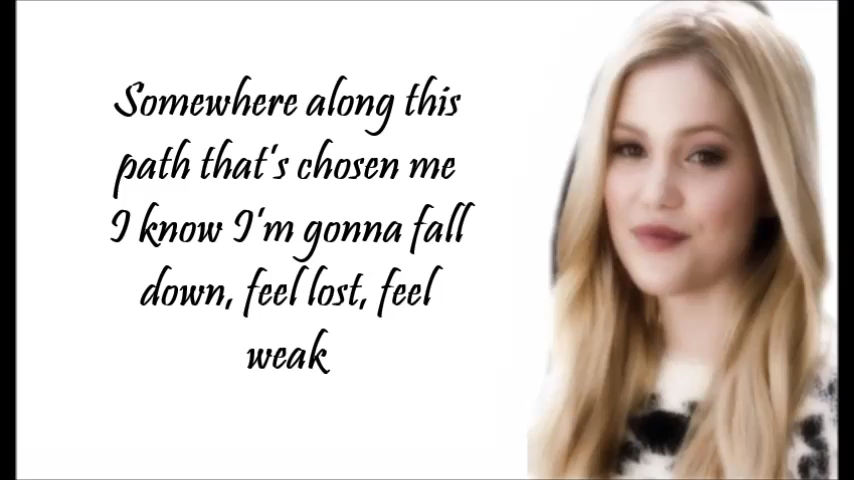 Somewhere along this
path that's chosen me
I know I'm gonna fall
down, feel lost, feel
weak